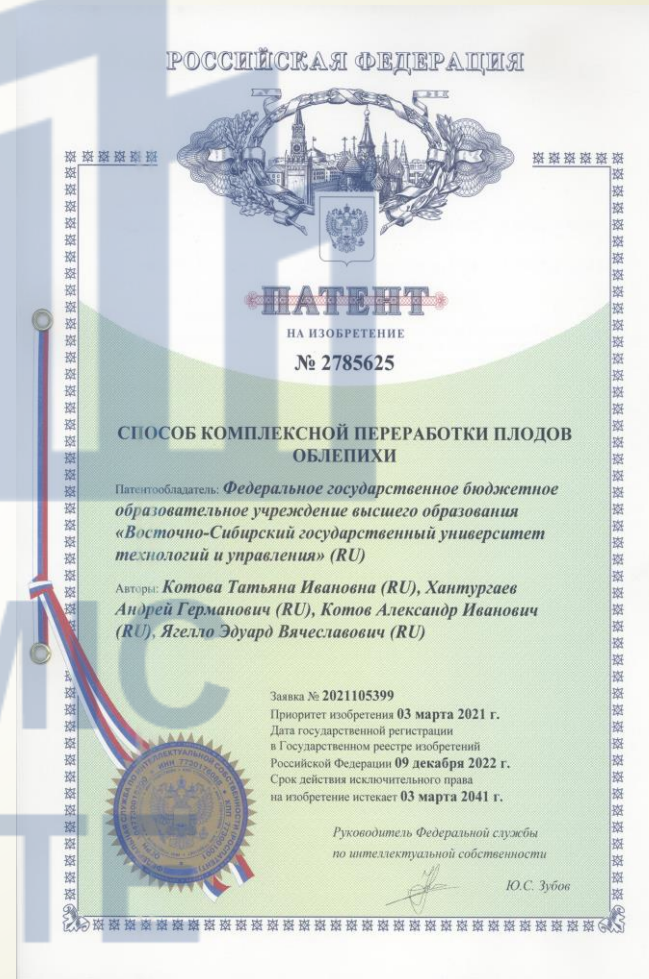 РОССИЙСКАЯ ФЕДЕРАЦИЯ
ПАТЕНТ
НА ИЗОБРЕТЕНИЕ
№ 2785625
СПОСОБ КОМПЛЕКСНОЙ ПЕРЕРАБОТКИ ПЛОДОВ
ОБЛЕПИХИ
Патентообладатель: Федеральное государственное бюджетное
образовательное учреждение высшего образования
«Восточно-Сибирский государственный университет
технологий и управления» (RU)
Авторы: Котова Татьяна Ивановна (RU), Хантургаев
Андрей Германович (RU), Котов Александр Иванович
(RU), Ягелло Эдуард Вячеславович (RU)
Заявка № 2021105399
Приоритет изобретения 03 марта 2021 г.
Дата государственной регистрации
в Государственном реестре изобретений
Российской Федерации 09 декабря 2022 г.
Срок действия исключительного права
на изобретение истекает 03 марта 2041 г.
Руководитель Федеральной службы
по интеллектуальной собственности
Ю.С. Зубов